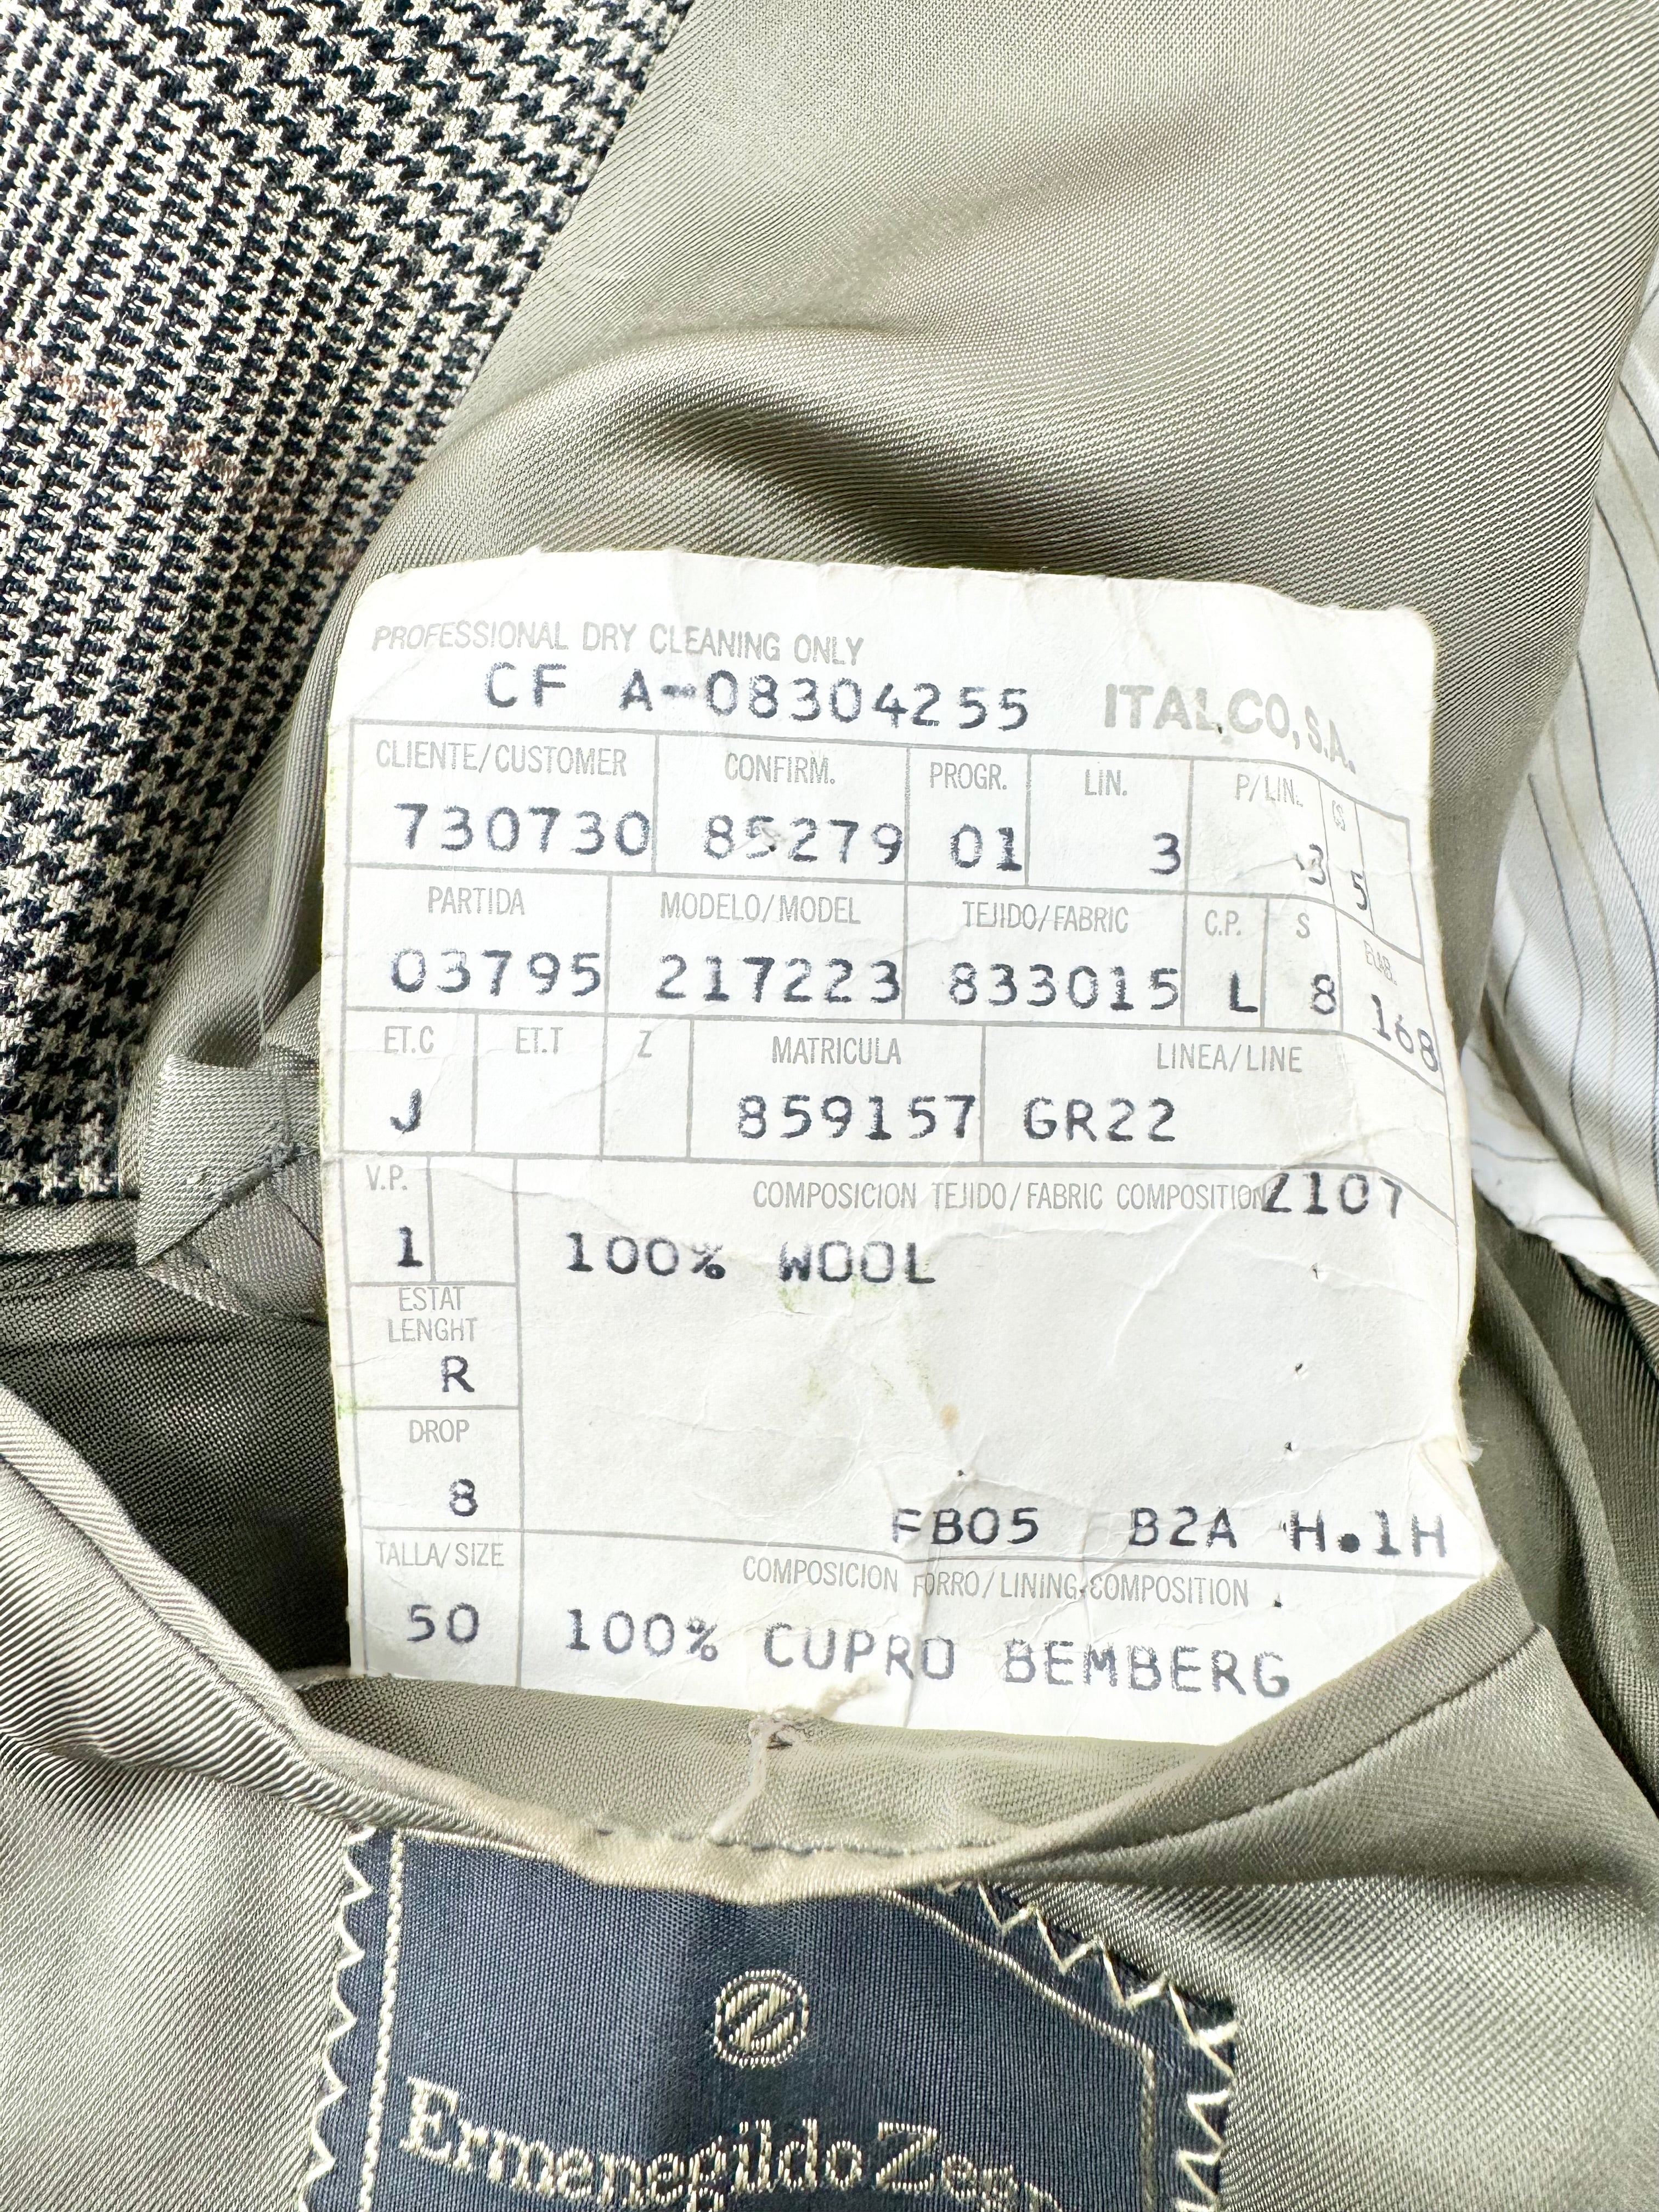 PROFESSIONAL DRY CLEANING ONLY
CF A-08304255 ITALCO, S.A.
CLIENTE/CUSTOMER CONFIRM. PROGR. LIN. P/LIN. S
730730 85279 01 3 3 5
PARTIDA MODELO/MODEL TEJIDO/FABRIC C.P. S
03795 217223 833015 L 8 168
ET.C ET.T Z MATRICULA LINEA/LINE
J 859157 GR22
V.P. COMPOSICION TEJIDO/FABRIC COMPOSITION Z107
1 100% WOOL
ESTAT
LENGHT
R
DROP
8 FB05 B2A H.1H
TALLA/SIZE COMPOSICION FORRO/LINING COMPOSITION
50 100% CUPRO BEMBERG
Z
Ermenegildo Zegn